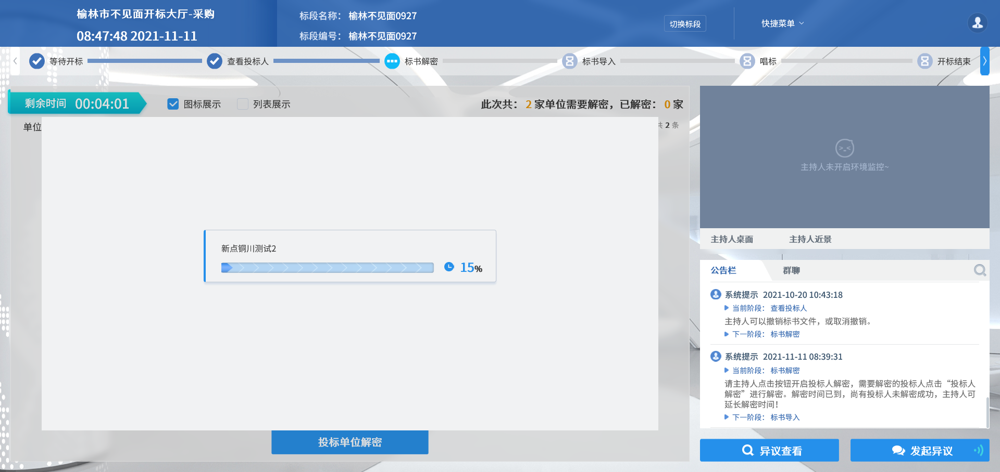 榆林市不见面开标大厅-采购
08:47:48 2021-11-11
标段名称： 榆林不见面0927
标段编号： 榆林不见面0927
切换标段
快捷菜单
等待开标
查看投标人
标书解密
标书导入
唱标
开标结束
剩余时间 00:04:01
图标展示
列表展示
此次共： 2 家单位需要解密，已解密： 0 家
单位
共 2 条
新点铜川测试2
15%
投标单位解密
>_<
主持人未开启环境监控~
主持人桌面
主持人近景
公告栏
群聊
系统提示 2021-10-20 10:43:18
当前阶段： 查看投标人
主持人可以撤销标书文件，或取消撤销。
下一阶段： 标书解密
系统提示 2021-11-11 08:39:31
当前阶段： 标书解密
请主持人点击按钮开启投标人解密，需要解密的投标人点击“投标人
解密”进行解密。解密时间已到，尚有投标人未解密成功，主持人可
延长解密时间！
下一阶段： 标书导入
异议查看
发起异议